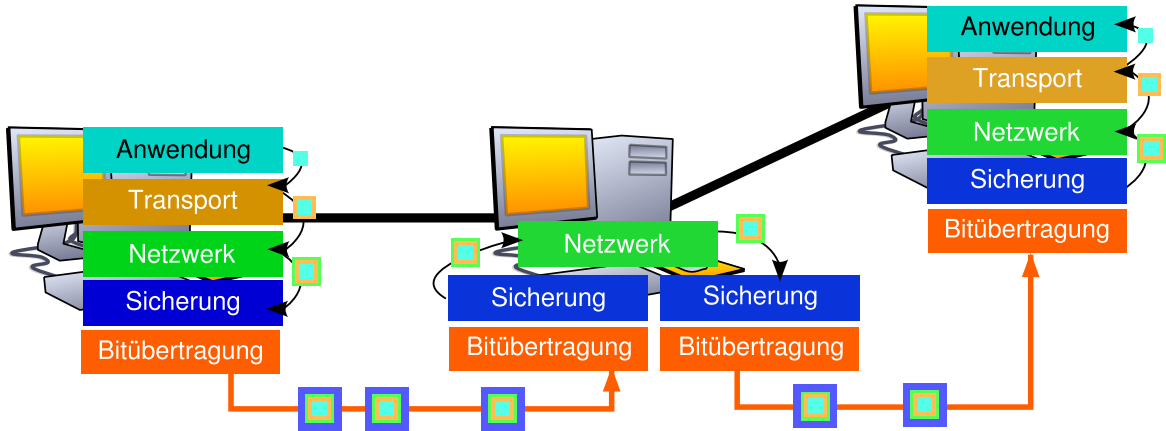 Anwendung
Transport
Netzwerk
Sicherung
Bitübertragung
Netzwerk
Sicherung
Sicherung
Bitübertragung
Bitübertragung
Anwendung
Transport
Netzwerk
Sicherung
Bitübertragung